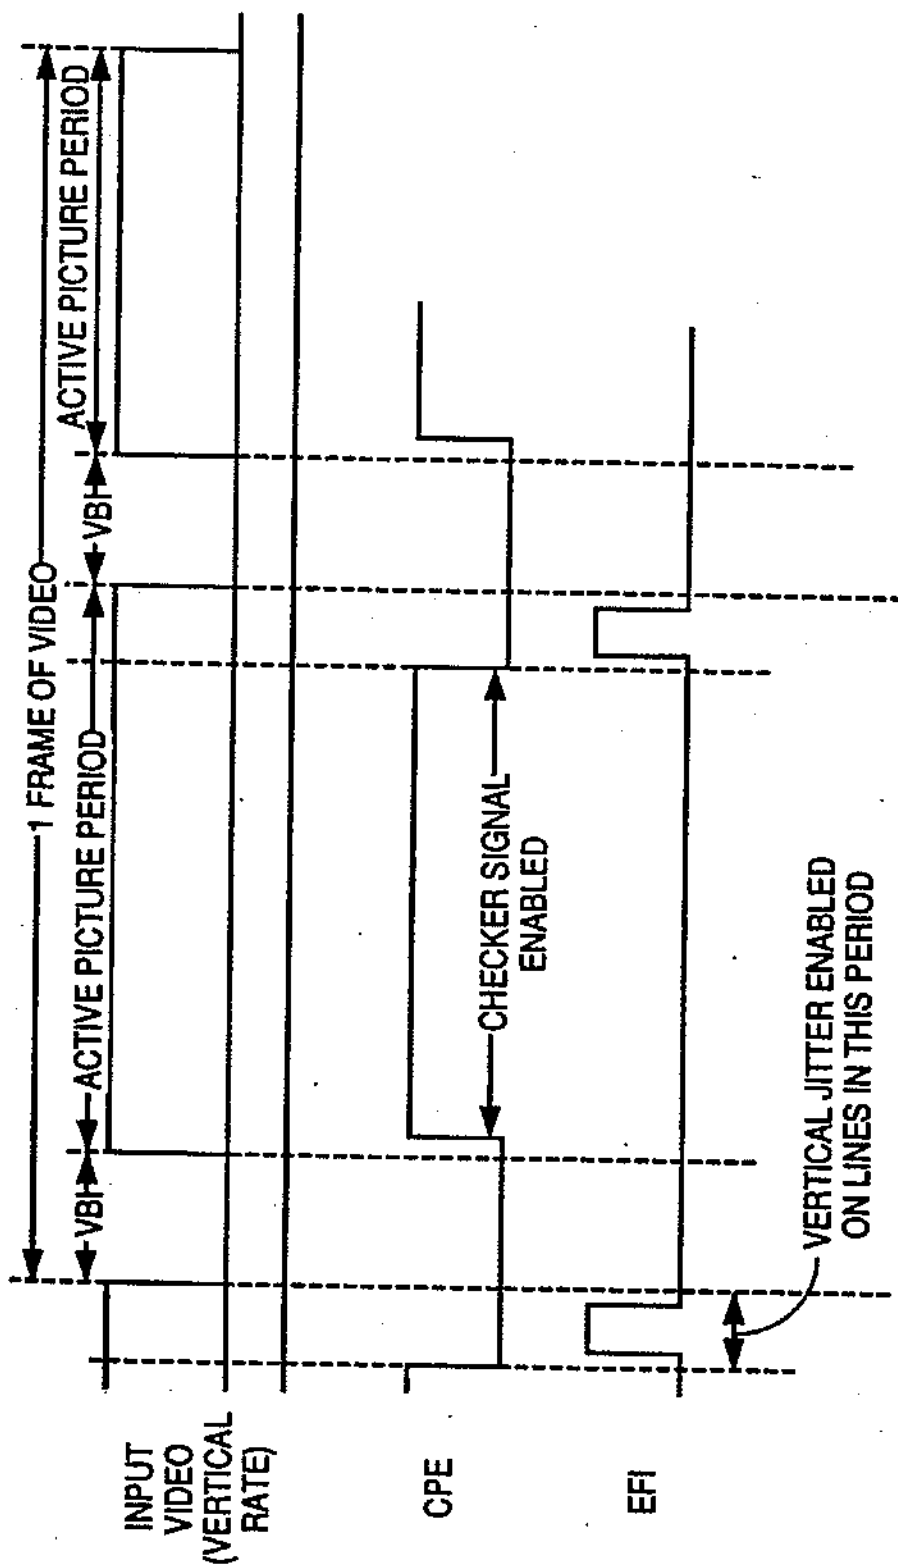 1 FRAME OF VIDEO
VBI
ACTIVE PICTURE PERIOD
VBI
ACTIVE PICTURE PERIOD
INPUT
VIDEO
(VERTICAL
RATE)
CPE
CHECKER SIGNAL
ENABLED
EFI
VERTICAL JITTER ENABLED
ON LINES IN THIS PERIOD